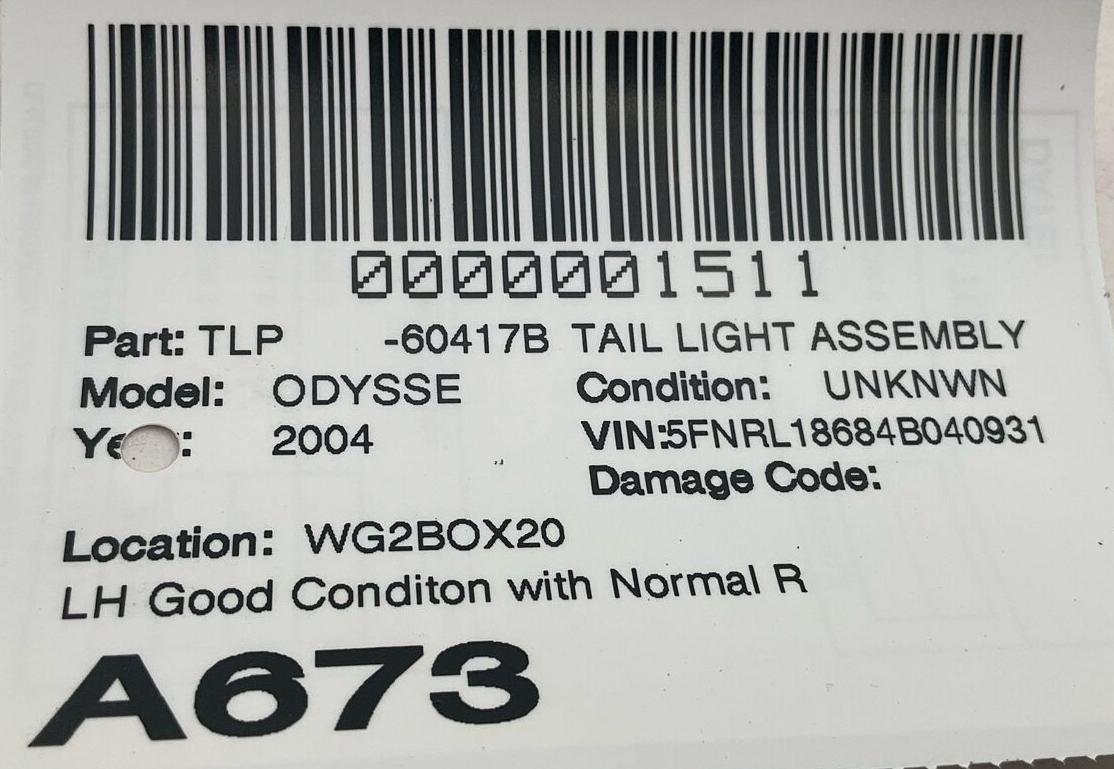 0000001511
Part: TLP -60417B TAIL LIGHT ASSEMBLY
Model: ODYSSE Condition: UNKNWN
2004 VIN:5FNRL18684B040931
Damage Code:
Location: WG2BOX20
LH Good Conditon with Normal R
A673